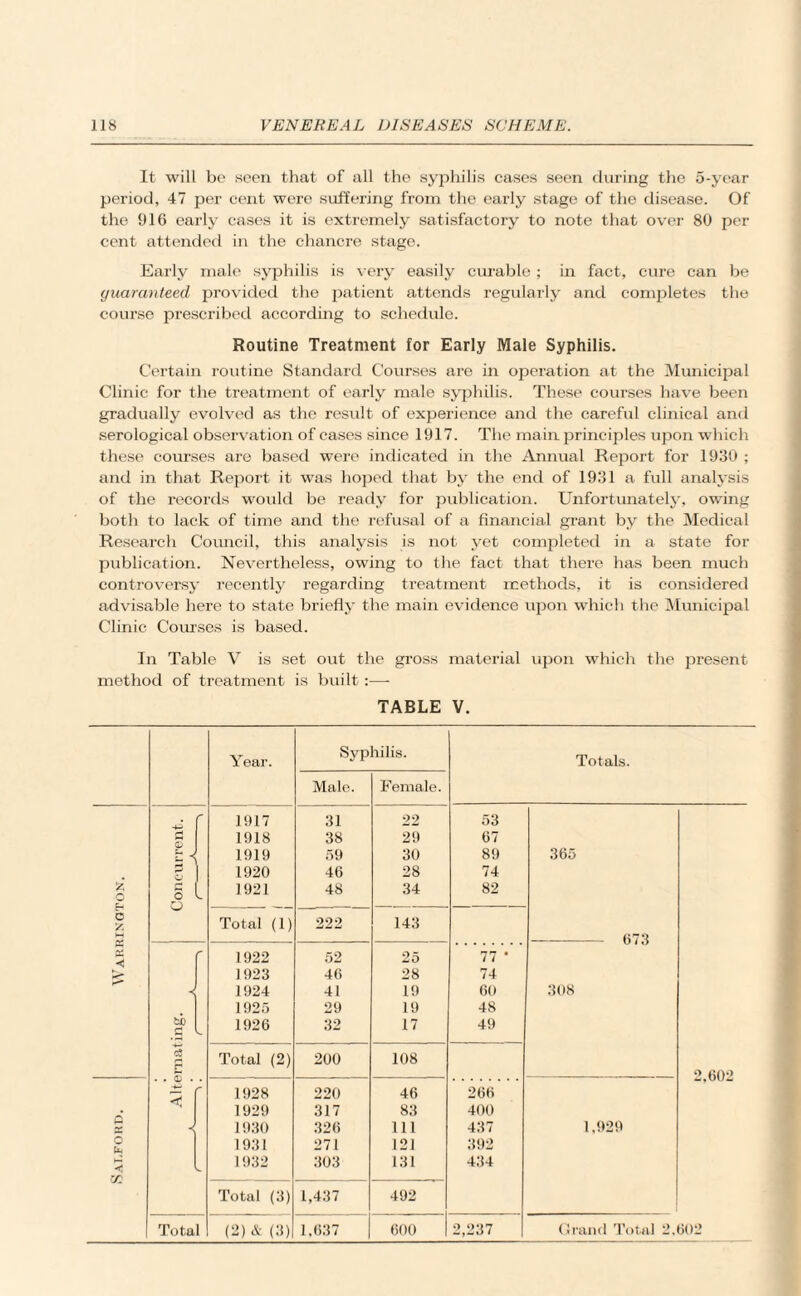 118 VENEREAL DISEASES SCHEME.
It will be seen that of all the syphilis cases seen during the 5-year
period, 47 per cent were suffering from the early stage of the disease. Of
the 916 early cases it is extremely satisfactory to note that over 80 per
cent attended in the chancre stage.
Early male syphilis is very easily curable ; in fact, cure can be
guaranteed provided the patient attends regularly and completes the
course prescribed according to schedule.
Routine Treatment for Early Male Syphilis.
Certain routine Standard Courses are in operation at the Municipal
Clinic for the treatment of early male syphilis. These courses have been
gradually evolved as the result of experience and the careful clinical and
serological observation of cases since 1917. The main principles upon which
these courses are based were indicated in the Annual Report for 1930 ;
and in that Report it was hoped that by the end of 1931 a full analysis
of the records would be ready for publication. Unfortunately, owing
both to lack of time and the refusal of a financial grant by the Medical
Research Council, this analysis is not yet completed in a state for
publication. Nevertheless, owing to the fact that there has been much
controversy recently regarding treatment methods, it is considered
advisable here to state briefly the main evidence upon which the Municipal
Clinic Courses is based.
In Table V is set out the gross material upon which the present
method of treatment is built :—
TABLE V.
Year. Syphilis. Totals.
Male. Female.
WARRINGTON.
Concurrent.
1917 31 22 53
1918 38 29 67
1919 59 30 89 365
1920 46 28 74
1921 48 34 82
Total (1) 222 143
673
Alternating.
1922 52 25 77
1923 46 28 74
1924 41 19 60 308
1925 29 19 48
1926 32 17 49
Total (2) 200 108
2,602
SALFORD.
1928 220 46 266
1929 317 83 400
1930 326 111 437 1,929
1931 271 121 392
1932 303 131 434
Total (3) 1,437 492
Total (2) & (3) 1,637 600 2,237 Grand Total 2,602